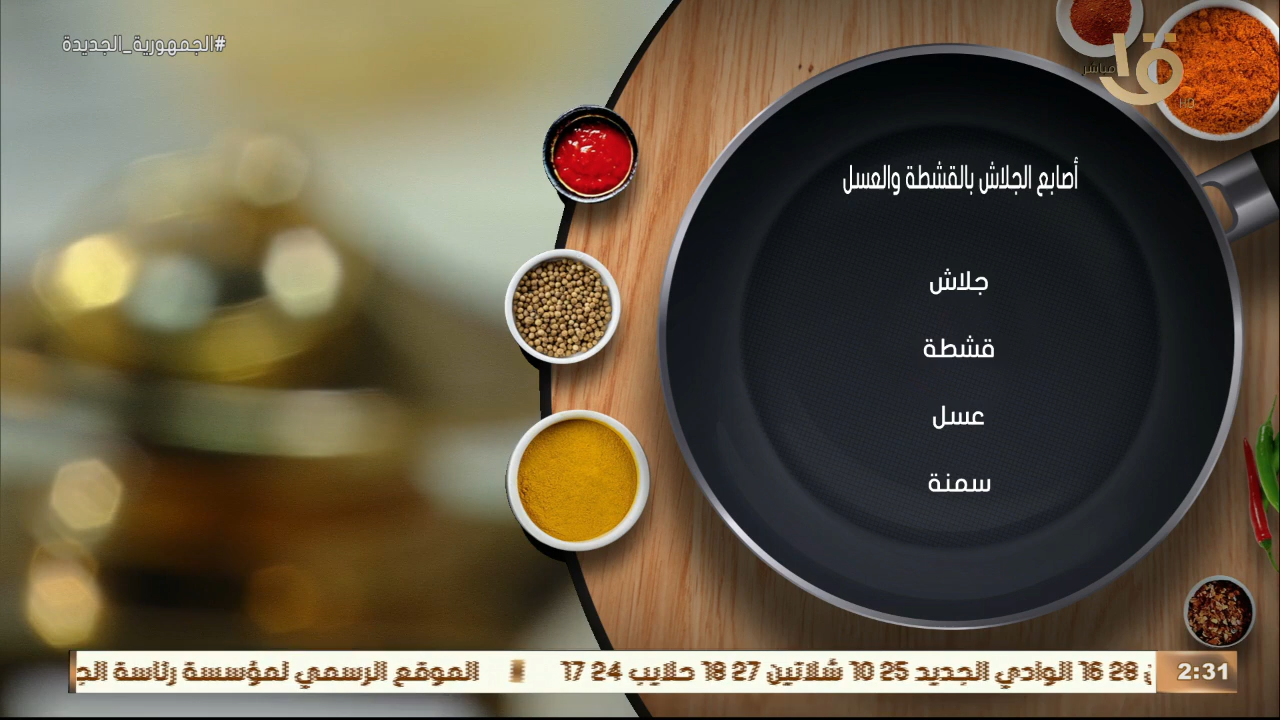 #الجمهورية_الجديدة
مباشر
أصابع الجلاش بالقشطة والعسل
جلاش
قشطة
عسل
سمنة
28 16 الوادي الجديد 25 10 شلاتين 27 18 حلايب 24 17
الموقع الرسمي لمؤسسة رئاسة
2:31